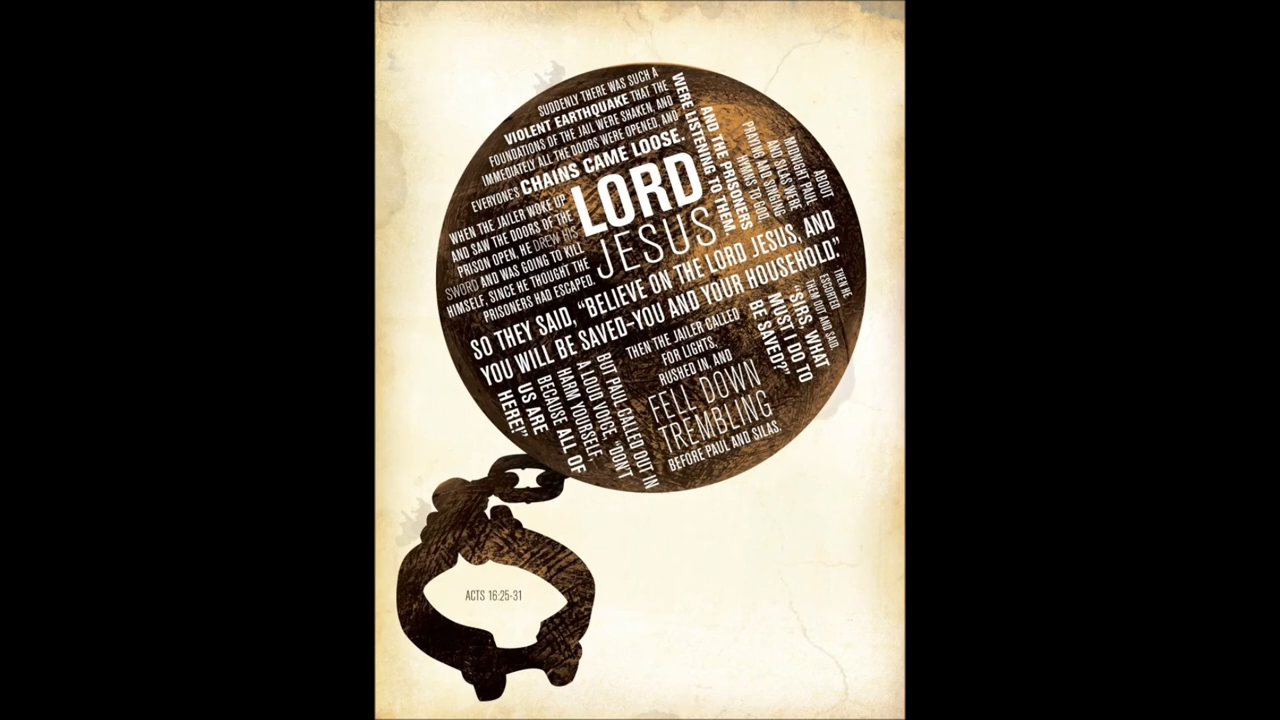 ABOUT
MIDNIGHT PAUL
AND SILAS WERE
PRAYING AND SINGING
HYMNS TO GOD,
AND THE PRISONERS
WERE LISTENING TO THEM.
SUDDENLY THERE WAS SUCH A
VIOLENT EARTHQUAKE THAT THE
FOUNDATIONS OF THE JAIL WERE SHAKEN, AND
IMMEDIATELY ALL THE DOORS WERE OPENED, AND
EVERYONE'S CHAINS CAME LOOSE.
WHEN THE JAILER WOKE UP
AND SAW THE DOORS OF THE
PRISON OPEN, HE DREW HIS
SWORD AND WAS GOING TO KILL
HIMSELF, SINCE HE THOUGHT THE
PRISONERS HAD ESCAPED.
LORD
JESUS
BUT PAUL CALLED OUT IN
A LOUD VOICE, "DON'T
HARM YOURSELF,
BECAUSE ALL OF
US ARE
HERE!"
THEN THE JAILER CALLED
FOR LIGHTS,
RUSHED IN, AND
FELL DOWN
TREMBLING
BEFORE PAUL AND SILAS.
THEN HE
ESCORTED
THEM OUT AND SAID,
"SIRS, WHAT
MUST I DO TO
BE SAVED?"
SO THEY SAID, "BELIEVE ON THE LORD JESUS, AND
YOU WILL BE SAVED–YOU AND YOUR HOUSEHOLD."
ACTS 16:25-31